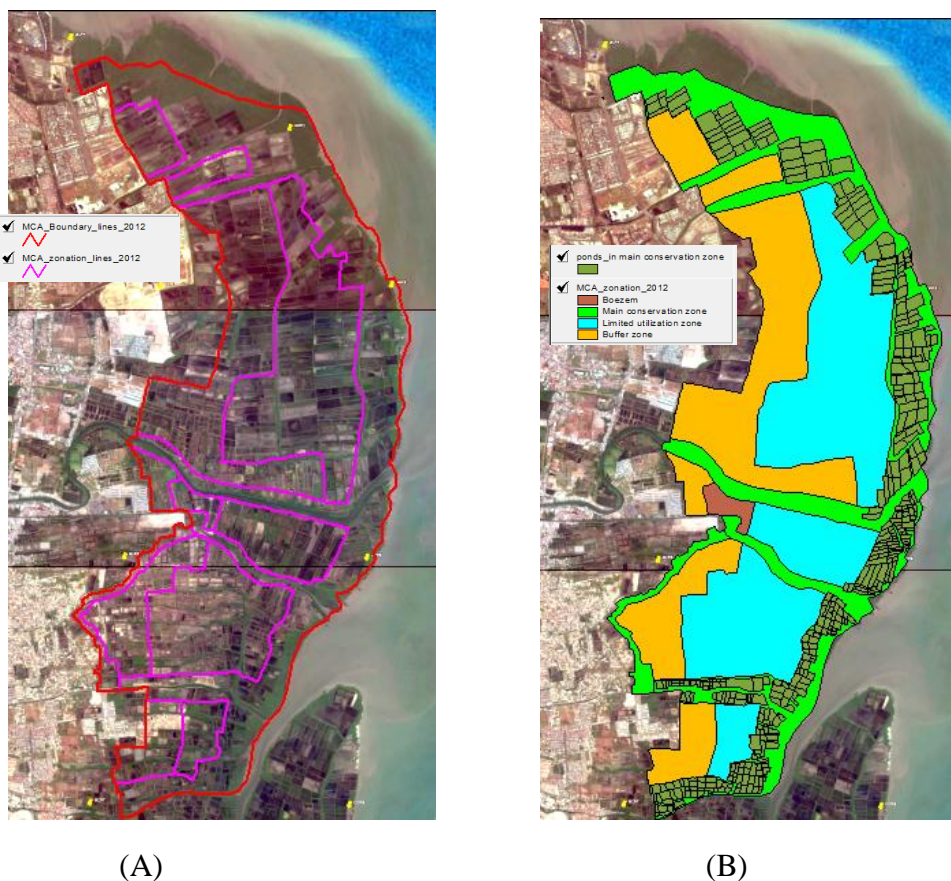 MCA_Boundary_lines_2012
MCA_zonation_lines_2012
ponds_in main conservation zone
MCA_zonation_2012
Boezem
Main conservation zone
Limited utilization zone
Buffer zone
(A)
(B)